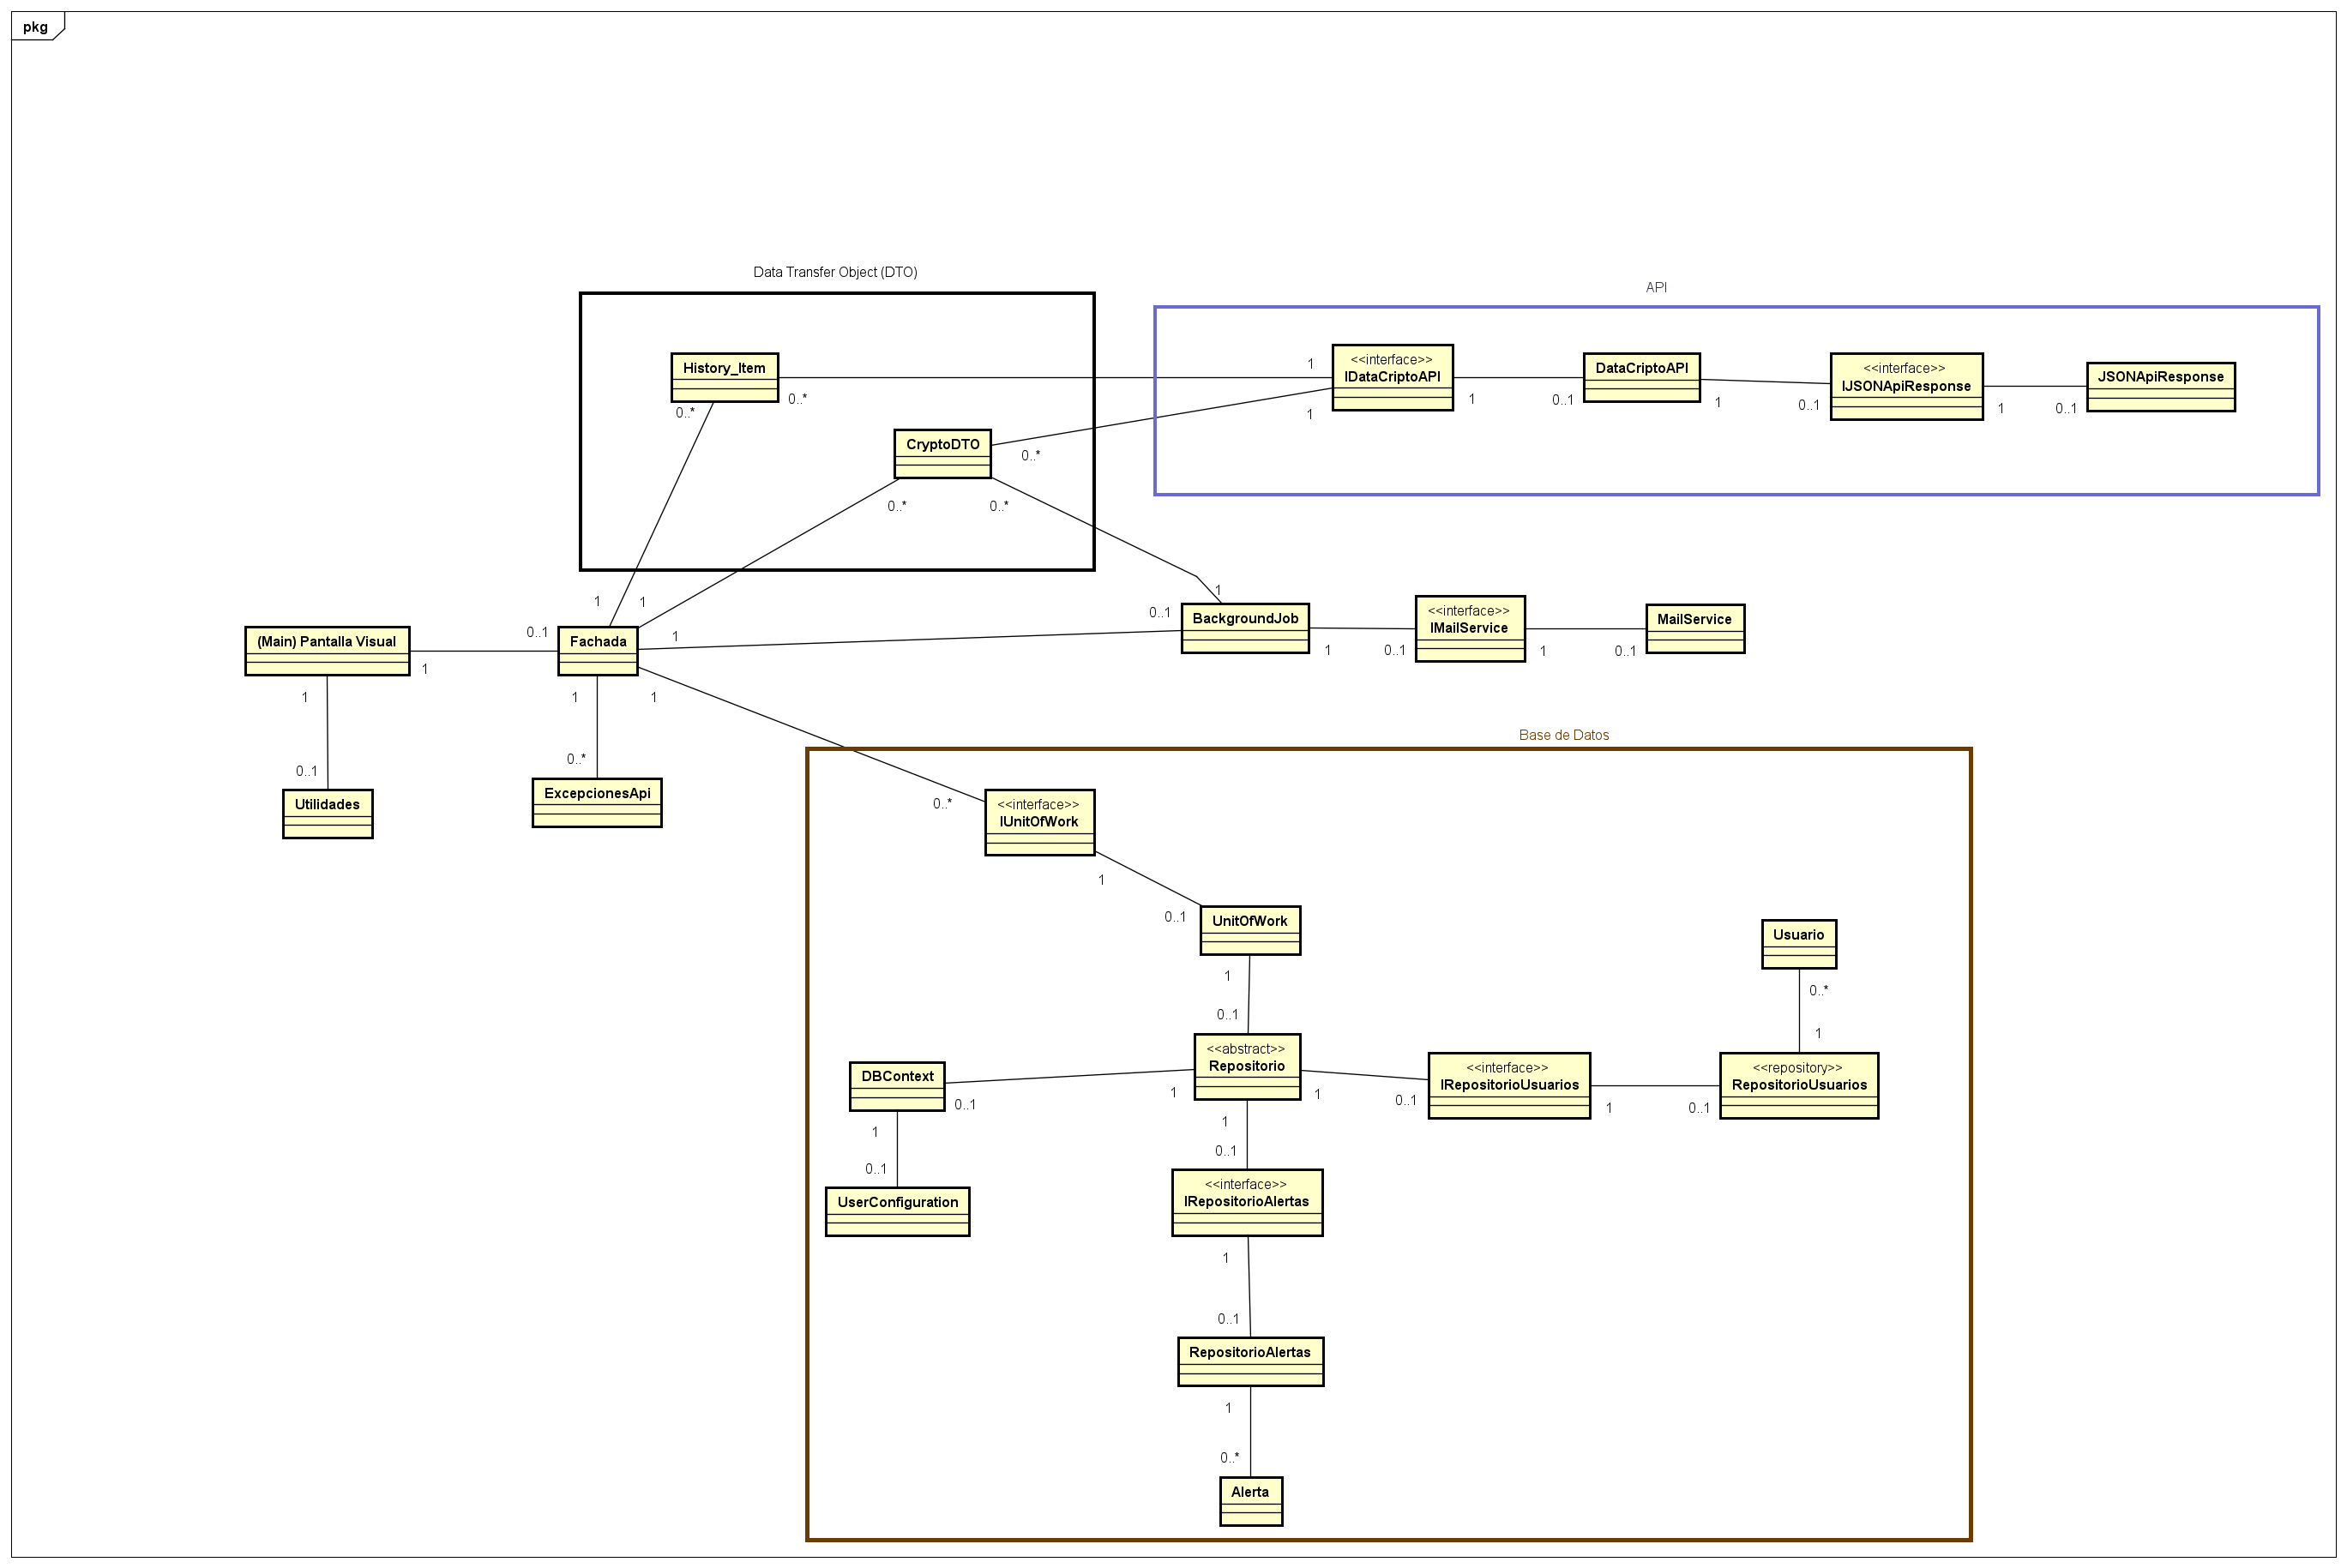 pkg
Data Transfer Object (DTO)
API
History_Item
0..*
0..*
1
<<interface>>
IDataCriptoAPI
1
1
0..1
DataCriptoAPI
1
0..1
<<interface>>
IJSONApiResponse
1
0..1
JSONApiResponse
CryptoDTO
0..*
0..*
0..*
1
1
1
0..1
BackgroundJob
1
0..1
<<interface>>
IMailService
1
0..1
MailService
(Main) Pantalla Visual
1
0..1
Fachada
1
1
0..1
Utilidades
1
0..*
ExcepcionesApi
1
Base de Datos
0..*
<<interface>>
IUnitOfWork
1
0..1
UnitOfWork
1
0..1
Usuario
0..*
1
DBContext
0..1
1
<<abstract>>
Repositorio
1
0..1
<<interface>>
IRepositorioUsuarios
1
0..1
<<repository>>
RepositorioUsuarios
1
0..1
UserConfiguration
1
0..1
<<interface>>
IRepositorioAlertas
1
0..1
RepositorioAlertas
1
0..*
Alerta